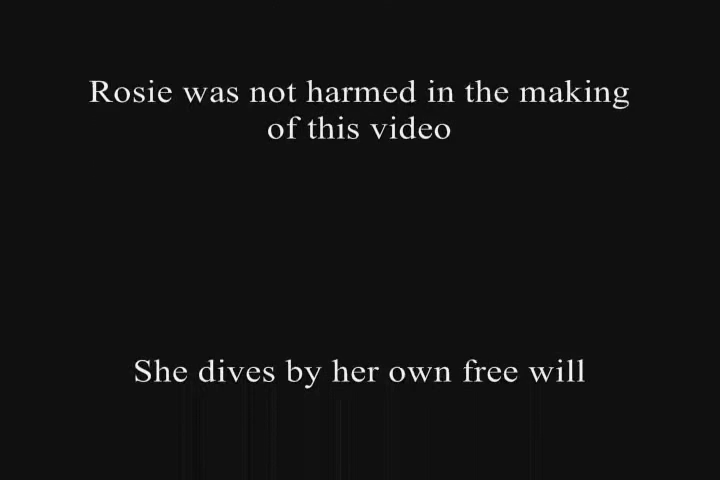 Rosie was not harmed in the making
of this video
She dives by her own free will